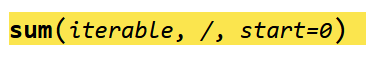 sum(iterable, /, start=0)